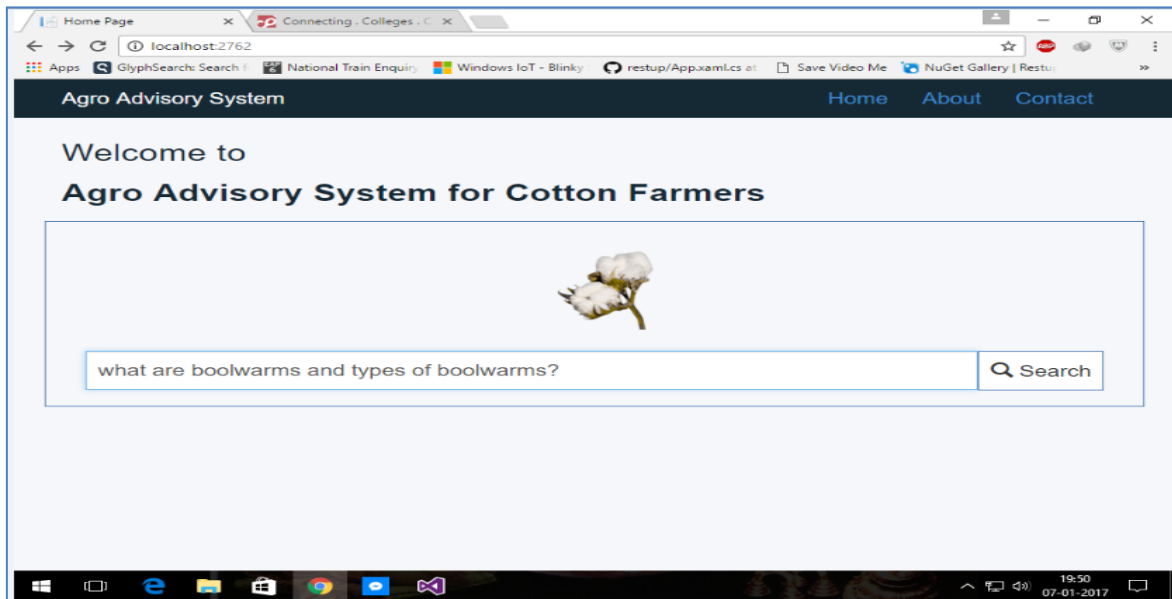 Home Page
Connecting . Colleges . C
localhost:2762
Apps GlyphSearch: Search f National Train Enquiry Windows IoT - Blinky restup/App.xaml.cs at Save Video Me NuGet Gallery | Restup
Agro Advisory System Home About Contact
Welcome to
Agro Advisory System for Cotton Farmers
what are boolwarms and types of boolwarms? Search
19:50
07-01-2017